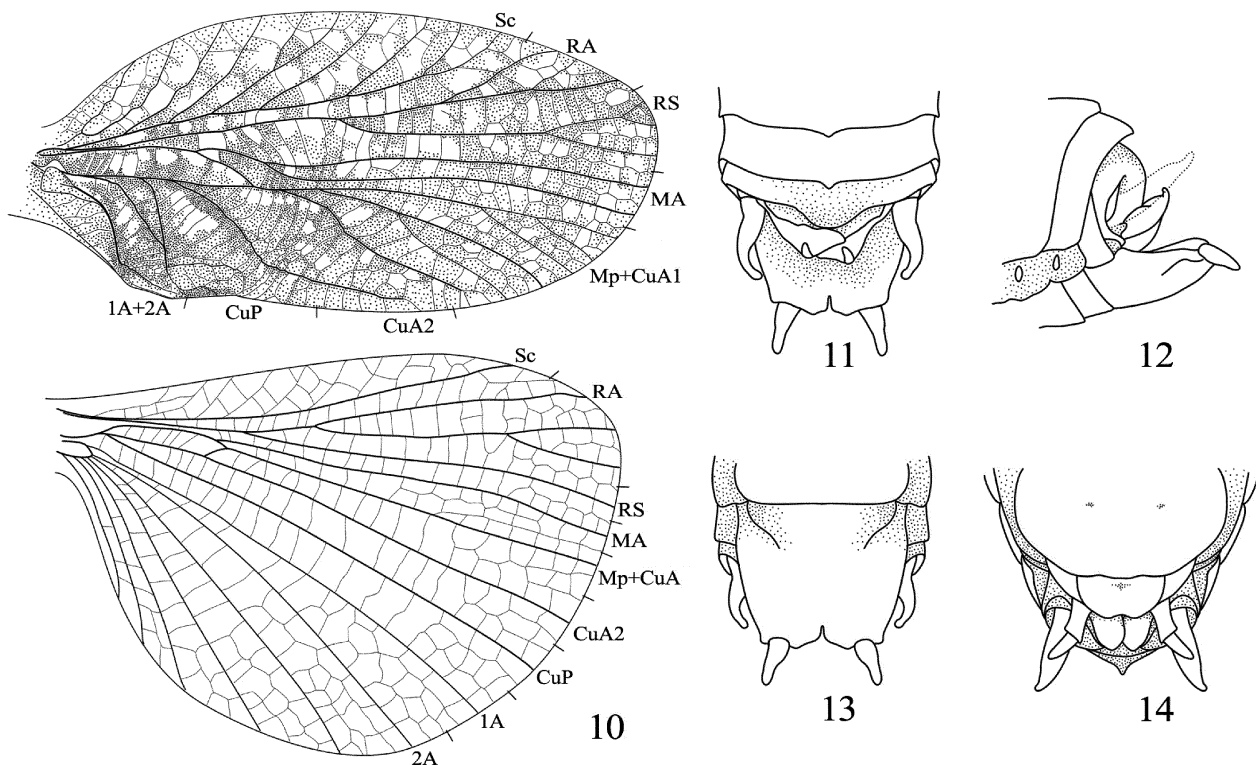 Sc
RA
RS
MA
Mp+CuA1
CuA2
CuP
1A+2A
Sc
RA
RS
MA
Mp+CuA
CuA2
CuP
1A
2A
10
11
12
13
14